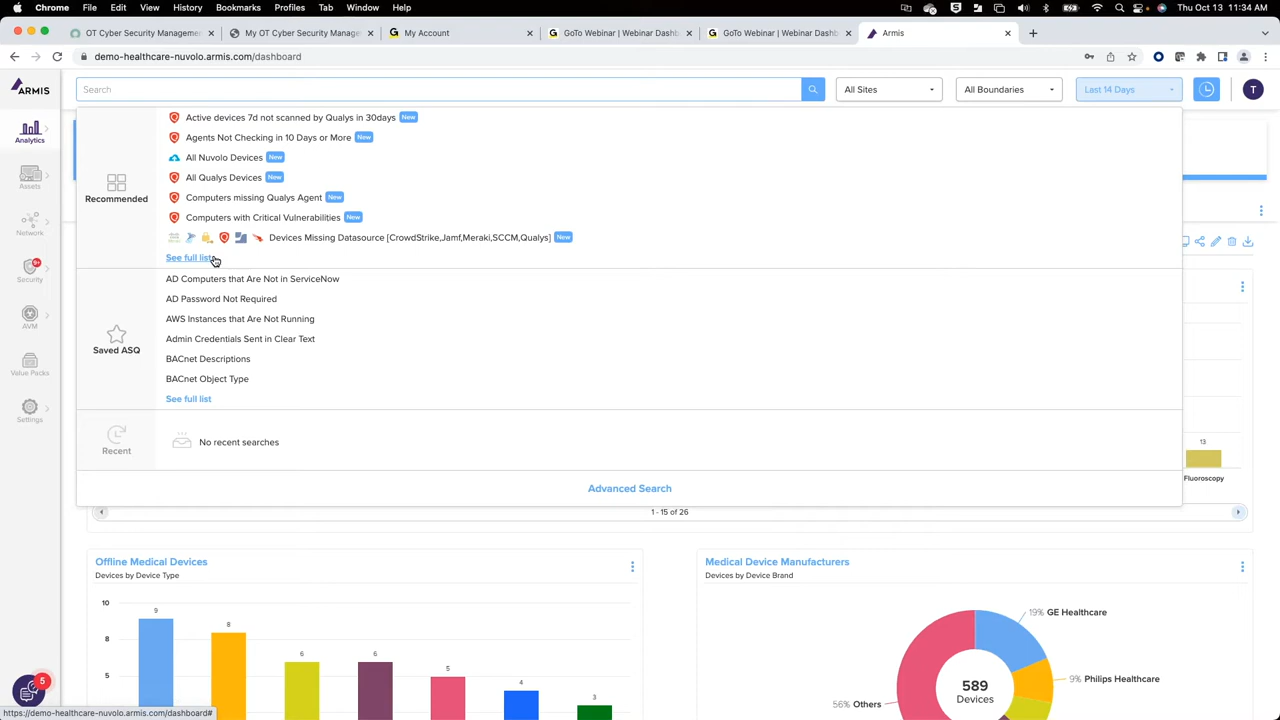 Chrome File Edit View History Bookmarks Profiles Tab Window Help Thu Oct 13 11:34 AM
OT Cyber Security Manageme
My OT Cyber Security Manage
My Account
GoTo Webinar | Webinar Dashb
GoTo Webinar | Webinar Dashb
Armis
demo-healthcare-nuvolo.armis.com/dashboard
ARMIS
Search
All Sites
All Boundaries
Last 14 Days
T
Analytics
Assets
Network
9+
Security
AVM
Value Packs
Settings
5
Recommended
Active devices 7d not scanned by Qualys in 30days New
Agents Not Checking in 10 Days or More New
All Nuvolo Devices New
All Qualys Devices New
Computers missing Qualys Agent New
Computers with Critical Vulnerabilities New
Devices Missing Datasource [CrowdStrike,Jamf,Meraki,SCCM,Qualys] New
See full list
Saved ASQ
AD Computers that Are Not in ServiceNow
AD Password Not Required
AWS Instances that Are Not Running
Admin Credentials Sent in Clear Text
BACnet Descriptions
BACnet Object Type
See full list
Recent
No recent searches
Advanced Search
13
Fluoroscopy
1 - 15 of 26
Offline Medical Devices
Devices by Device Type
10
8
5
9
8
6
6
5
4
3
Medical Device Manufacturers
Devices by Device Brand
19% GE Healthcare
9% Philips Healthcare
56% Others
589
Devices
https://demo-healthcare-nuvolo.armis.com/dashboard#